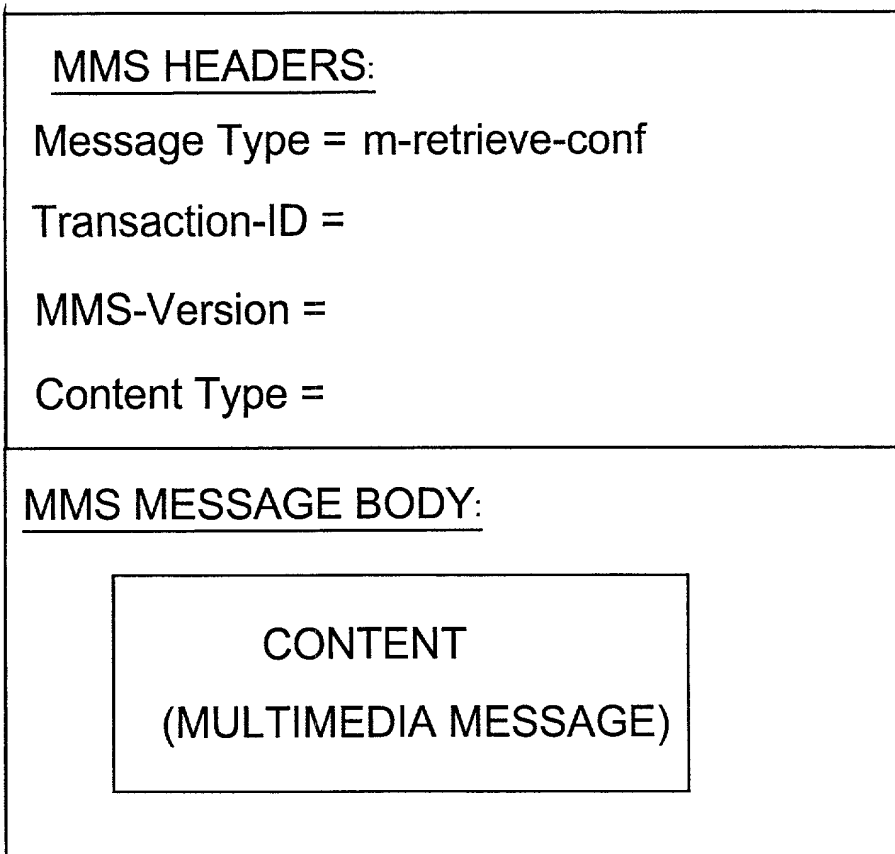 MMS HEADERS:
Message Type = m-retrieve-conf
Transaction-ID =
MMS-Version =
Content Type =
MMS MESSAGE BODY:
CONTENT
(MULTIMEDIA MESSAGE)